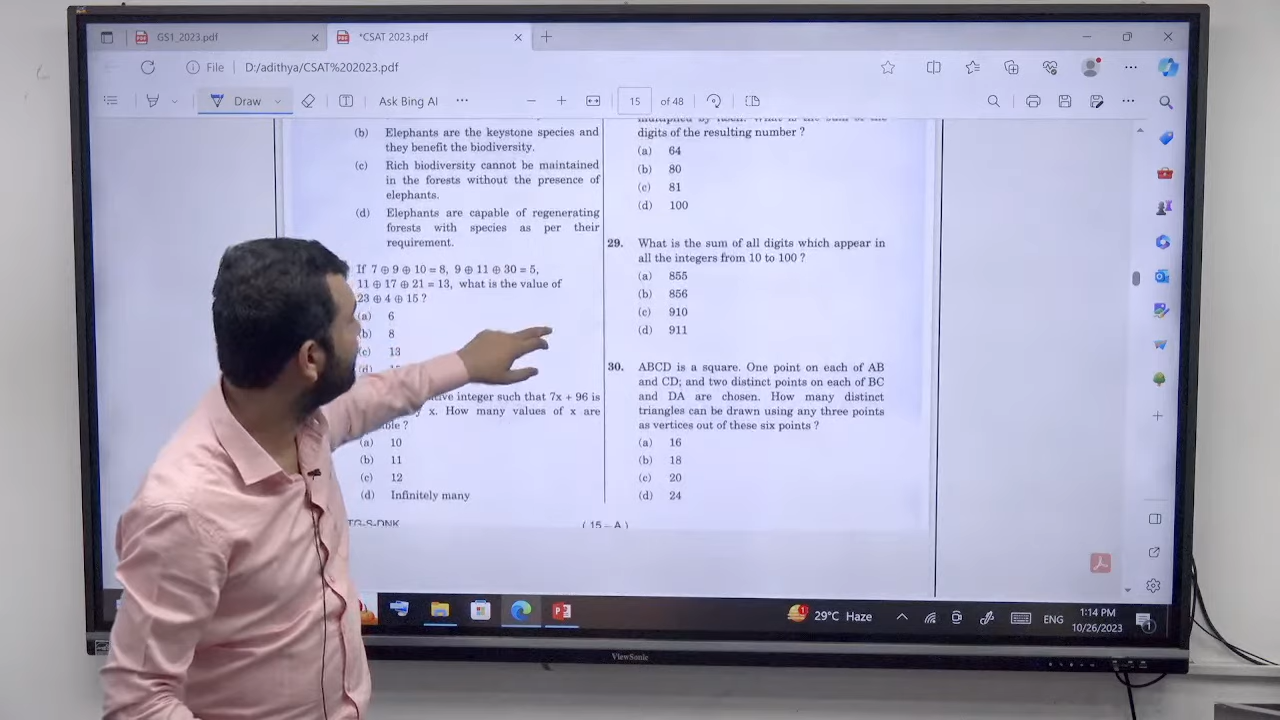 GS1_2023.pdf
*CSAT 2023.pdf
File D:/adithya/CSAT%202023.pdf
Draw
Ask Bing AI
15 of 48
(b) Elephants are the keystone species and
they benefit the biodiversity.
(c) Rich biodiversity cannot be maintained
in the forests without the presence of
elephants.
(d) Elephants are capable of regenerating
forests with species as per their
requirement.
If 7 ⊕ 9 ⊕ 10 = 8, 9 ⊕ 11 ⊕ 30 = 5,
11 ⊕ 17 ⊕ 21 = 13, what is the value of
23 ⊕ 4 ⊕ 15 ?
(a) 6
(b) 8
(c) 13
(d)
integer such that 7x + 96 is
x. How many values of x are
(a) 10
(b) 11
(c) 12
(d) Infinitely many
TG-S-DNK
( 15 – A )
digits of the resulting number ?
(a) 64
(b) 80
(c) 81
(d) 100
29. What is the sum of all digits which appear in
all the integers from 10 to 100 ?
(a) 855
(b) 856
(c) 910
(d) 911
30. ABCD is a square. One point on each of AB
and CD; and two distinct points on each of BC
and DA are chosen. How many distinct
triangles can be drawn using any three points
as vertices out of these six points ?
(a) 16
(b) 18
(c) 20
(d) 24
29°C Haze
ENG
1:14 PM
10/26/2023
ViewSonic